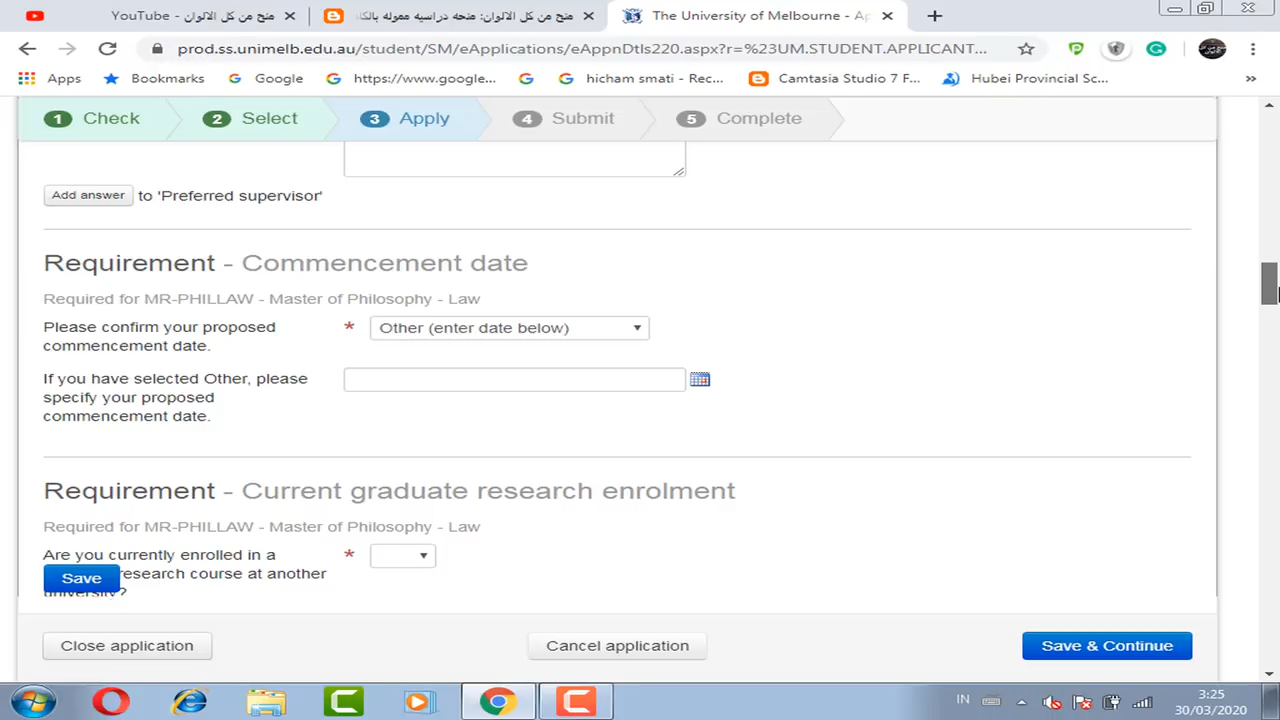 YouTube - منح من كل الالوان
منح من كل الالوان: منحه دراسيه مموله بالكا
The University of Melbourne - Ap
prod.ss.unimelb.edu.au/student/SM/eApplications/eAppnDtls220.aspx?r=%23UM.STUDENT.APPLICANT...
Apps Bookmarks Google https://www.google... hicham smati - Rec... Camtasia Studio 7 F... Hubei Provincial Sc... »
1 Check 2 Select 3 Apply 4 Submit 5 Complete
Add answer to 'Preferred supervisor'
Requirement - Commencement date
Required for MR-PHILLAW - Master of Philosophy - Law
Please confirm your proposed * Other (enter date below)
commencement date.
If you have selected Other, please
specify your proposed
commencement date.
Requirement - Current graduate research enrolment
Required for MR-PHILLAW - Master of Philosophy - Law
Are you currently enrolled in a *
Save research course at another
university?
Close application Cancel application Save & Continue
IN 3:25
30/03/2020